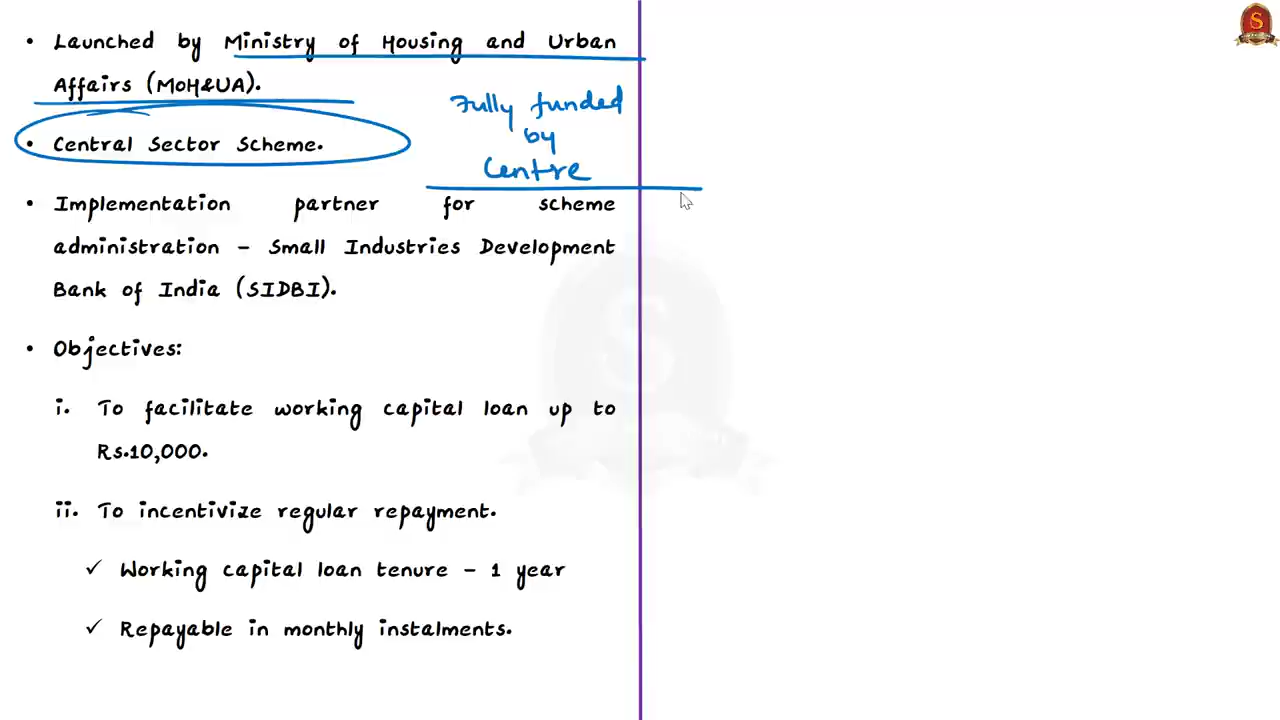 • Launched by Ministry of Housing and Urban
Affairs (MoH&UA).
Fully funded
by
Centre
• Central Sector Scheme.
• Implementation partner for scheme
administration – Small Industries Development
Bank of India (SIDBI).
• Objectives:
i. To facilitate working capital loan up to
Rs.10,000.
ii. To incentivize regular repayment.
✓ Working capital loan tenure – 1 year
✓ Repayable in monthly instalments.
S
S